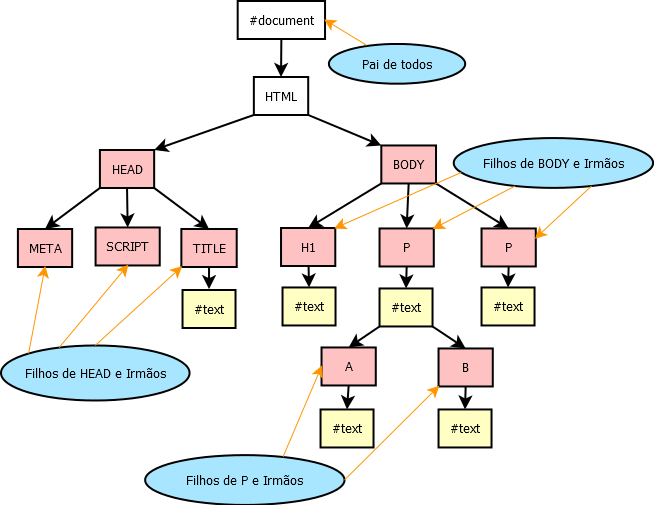 #document
Pai de todos
HTML
HEAD
BODY
Filhos de BODY e Irmãos
META
SCRIPT
TITLE
H1
P
P
#text
#text
#text
#text
Filhos de HEAD e Irmãos
A
B
#text
#text
Filhos de P e Irmãos